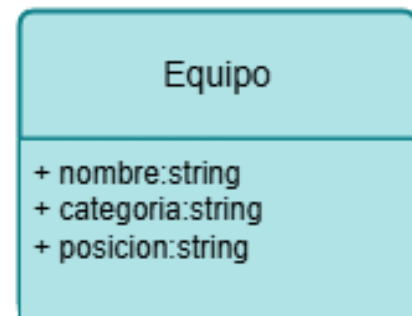 Equipo
+ nombre:string
+ categoria:string
+ posicion:string